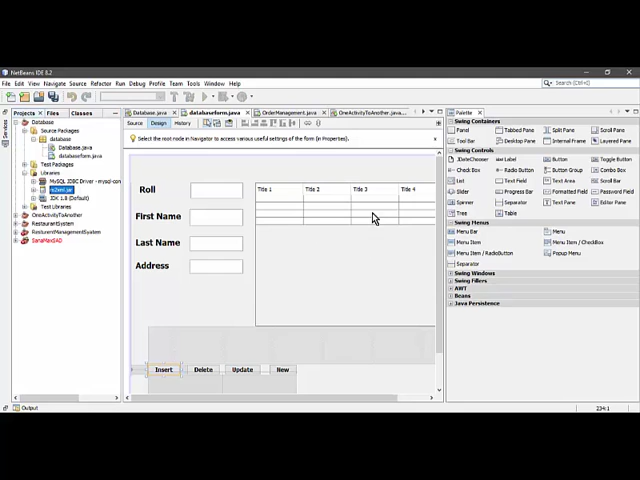 NetBeans IDE 8.2
File Edit View Navigate Source Refactor Run Debug Profile Team Tools Window Help
Search (Ctrl+I)
Projects Files Classes
Services
Database
Source Packages
database
Database.java
databaseform.java
Test Packages
Libraries
MySQL JDBC Driver - mysql-con
rs2xml.jar
JDK 1.8 (Default)
Test Libraries
OneActivityToAnother
RestaurantSystem
ResturentManagementSystem
SanaMaxSAD
Database.java databaseform.java OrderManagement.java OneActivityToAnother.java...
Source Design History
Select the root node in Navigator to access various useful settings of the form (in Properties).
Roll
First Name
Last Name
Address
Title 1 Title 2 Title 3 Title 4
Insert Delete Update New
Palette
Swing Containers
Panel Tabbed Pane Split Pane Scroll Pane
Tool Bar Desktop Pane Internal Frame Layered Pane
Swing Controls
JDateChooser Label Button Toggle Button
Check Box Radio Button Button Group Combo Box
List Text Field Text Area Scroll Bar
Slider Progress Bar Formatted Field Password Field
Spinner Separator Text Pane Editor Pane
Tree Table
Swing Menus
Menu Bar Menu
Menu Item Menu Item / CheckBox
Menu Item / RadioButton Popup Menu
Separator
Swing Windows
Swing Fillers
AWT
Beans
Java Persistence
Output
234:1